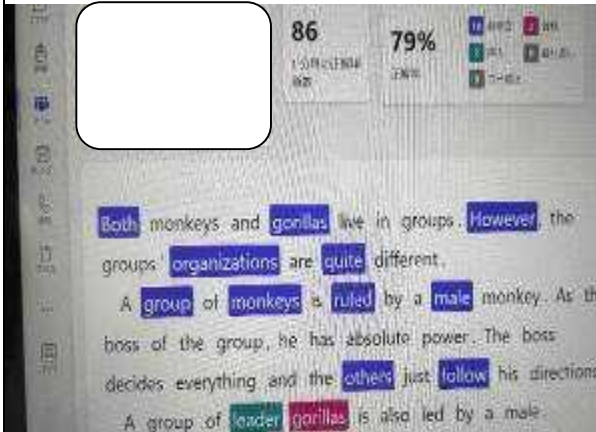 86
79%
Both monkeys and gorillas live in groups. However, the
groups' organizations are quite different.
A group of monkeys is ruled by a male monkey. As th
boss of the group, he has absolute power. The boss
decides everything and the others just follow his directions
A group of leader gorillas is also led by a male